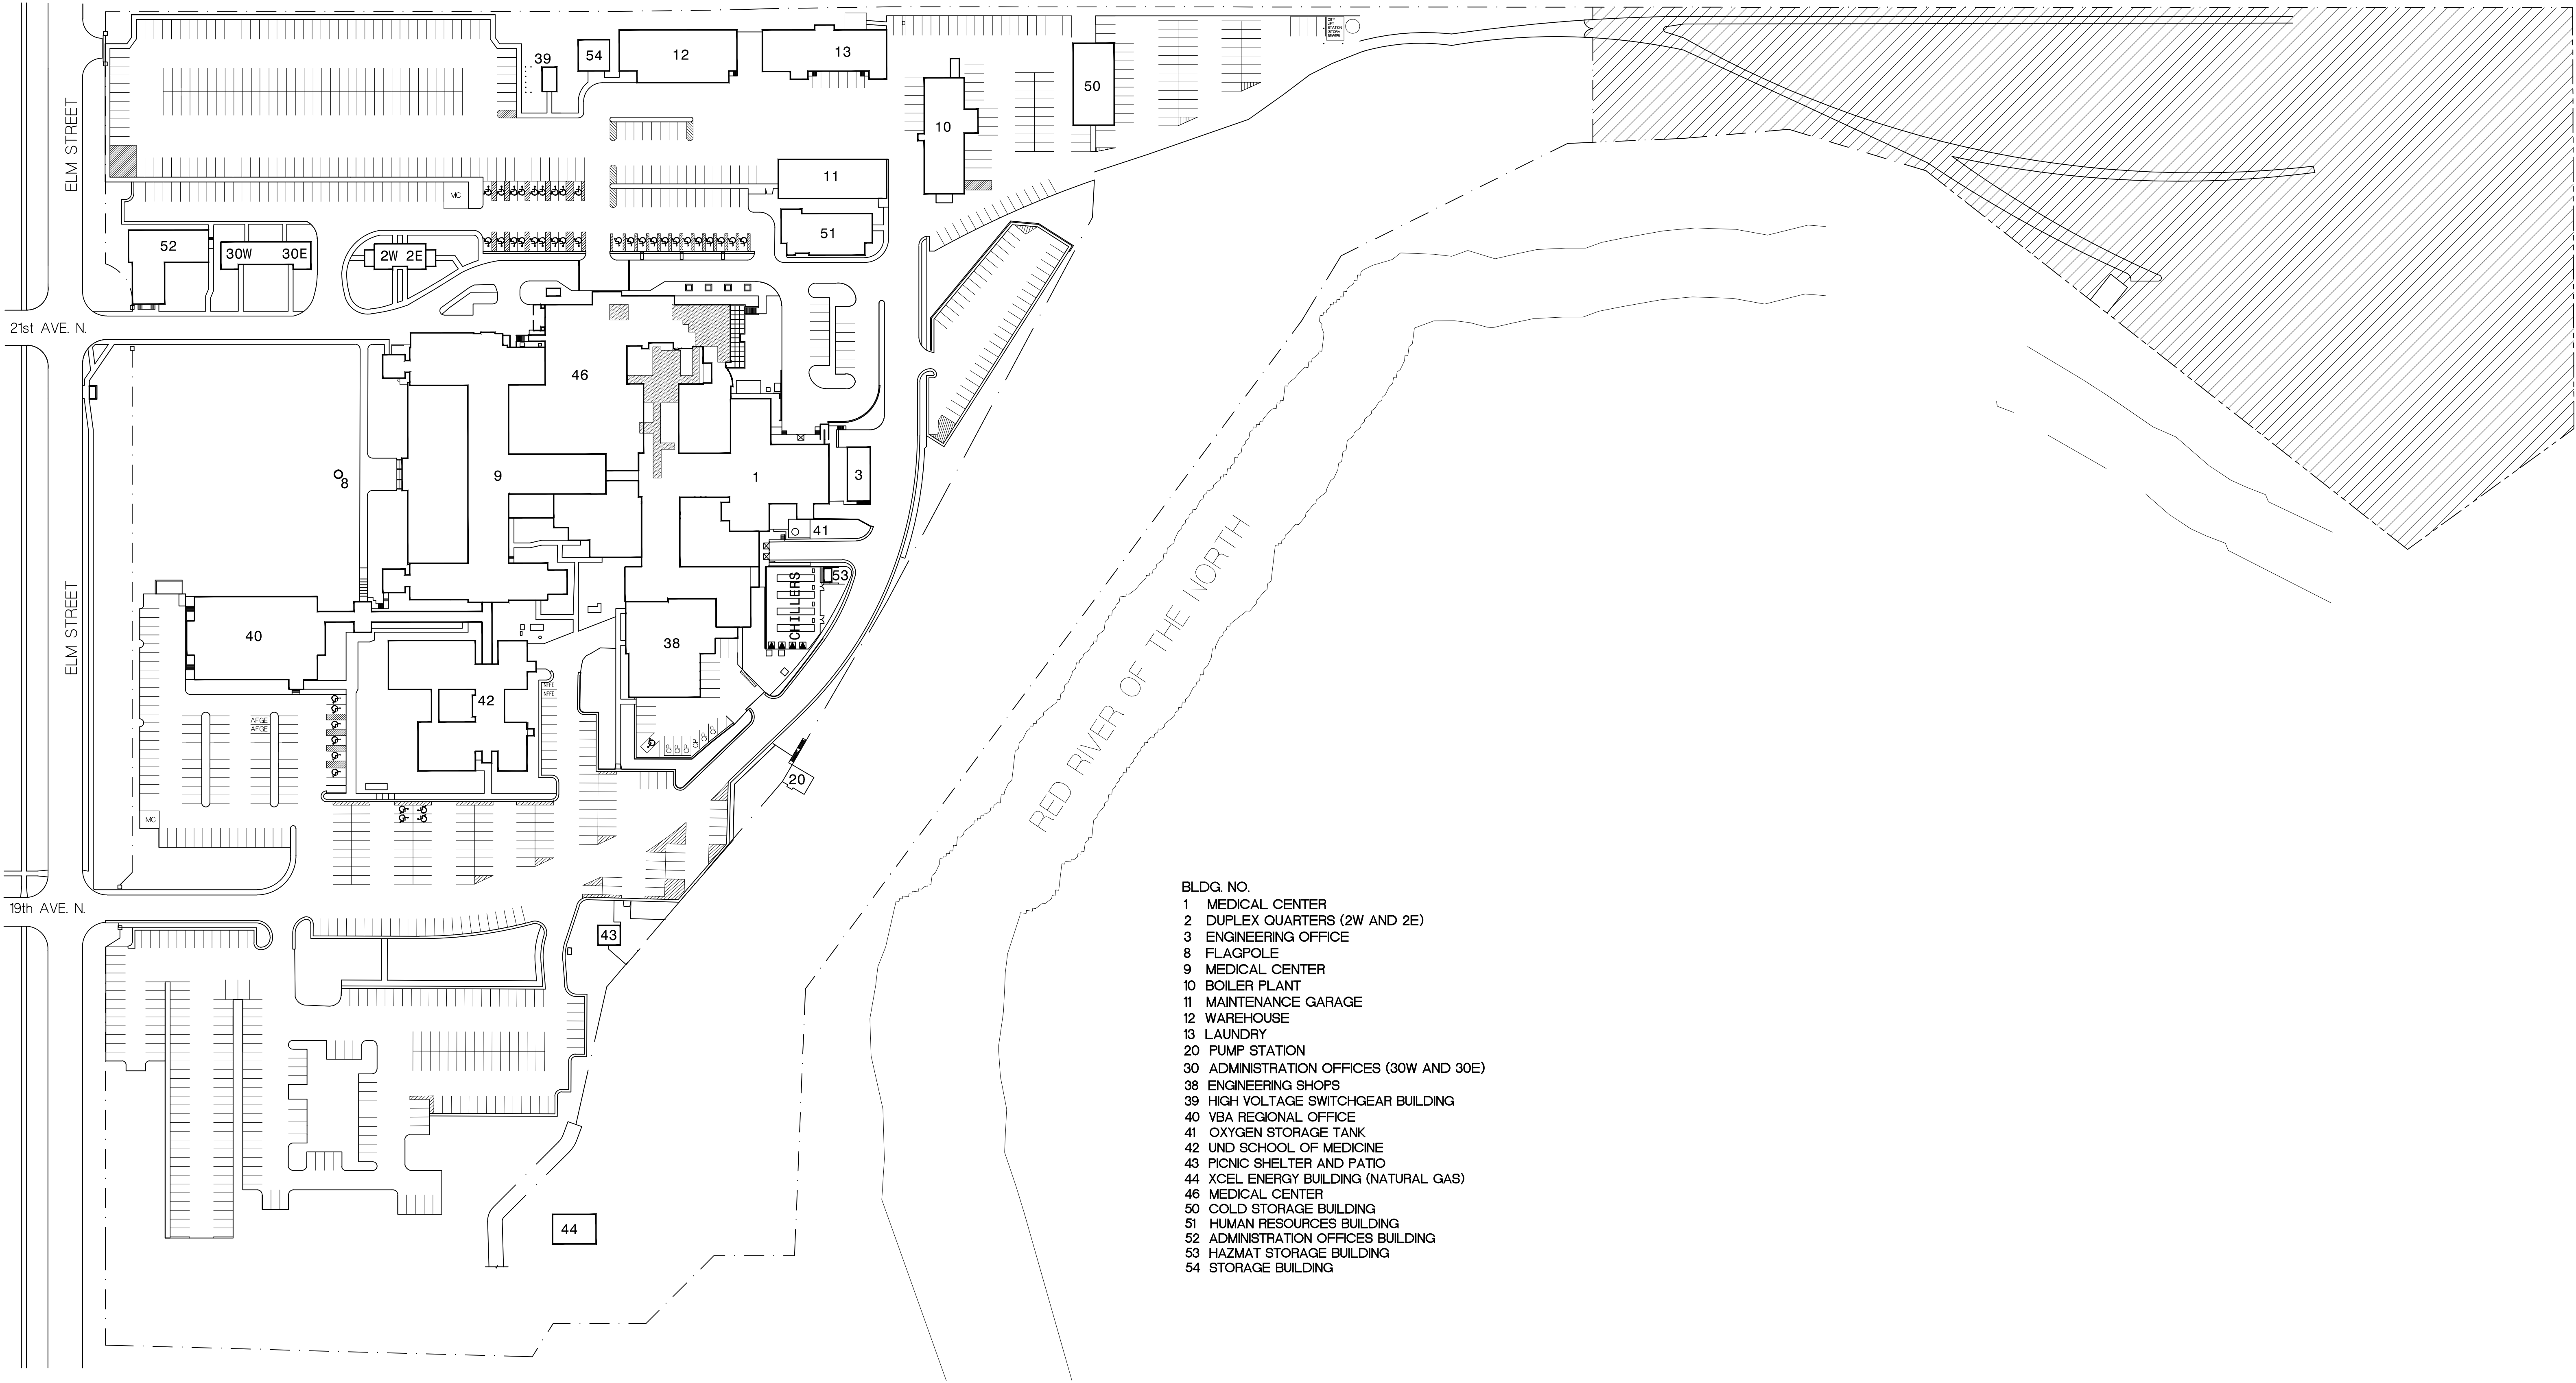 CITY
LIFT
STATION
(STORM
SEWER)
39
54
12
13
50
10
ELM STREET
MC
11
51
52
30W 30E
2W 2E
21st AVE. N.
46
8
9
1
3
41
53
CHILLERS
ELM STREET
40
38
42
NFFE
NFFE
AFGE
AFGE
20
MC
RED RIVER OF THE NORTH
19th AVE. N.
43
44
BLDG. NO.
1 MEDICAL CENTER
2 DUPLEX QUARTERS (2W AND 2E)
3 ENGINEERING OFFICE
8 FLAGPOLE
9 MEDICAL CENTER
10 BOILER PLANT
11 MAINTENANCE GARAGE
12 WAREHOUSE
13 LAUNDRY
20 PUMP STATION
30 ADMINISTRATION OFFICES (30W AND 30E)
38 ENGINEERING SHOPS
39 HIGH VOLTAGE SWITCHGEAR BUILDING
40 VBA REGIONAL OFFICE
41 OXYGEN STORAGE TANK
42 UND SCHOOL OF MEDICINE
43 PICNIC SHELTER AND PATIO
44 XCEL ENERGY BUILDING (NATURAL GAS)
46 MEDICAL CENTER
50 COLD STORAGE BUILDING
51 HUMAN RESOURCES BUILDING
52 ADMINISTRATION OFFICES BUILDING
53 HAZMAT STORAGE BUILDING
54 STORAGE BUILDING